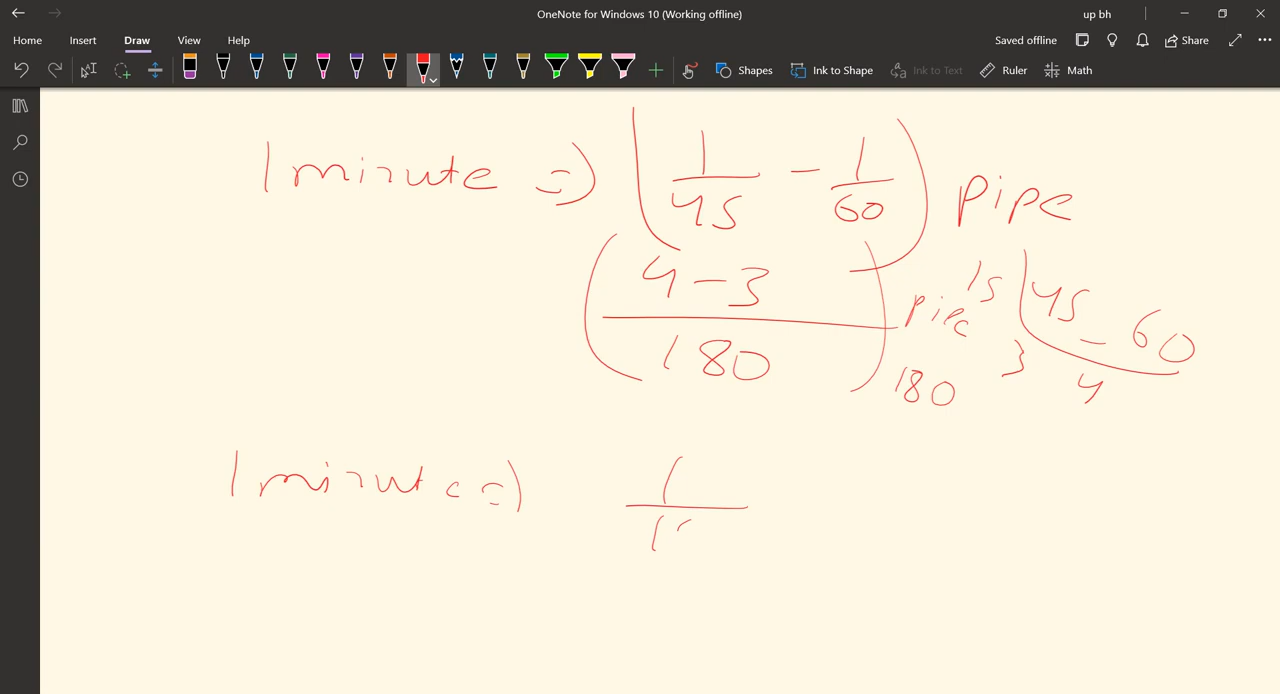 OneNote for Windows 10 (Working offline)
up bh
Home Insert Draw View Help
Saved offline
Share
Shapes Ink to Shape Ink to Text Ruler Math
1 minute => (1/45 - 1/60) pipe
(4 - 3 / 180) pipe
15 | 45 - 60
3 4
180
1 minute => 1